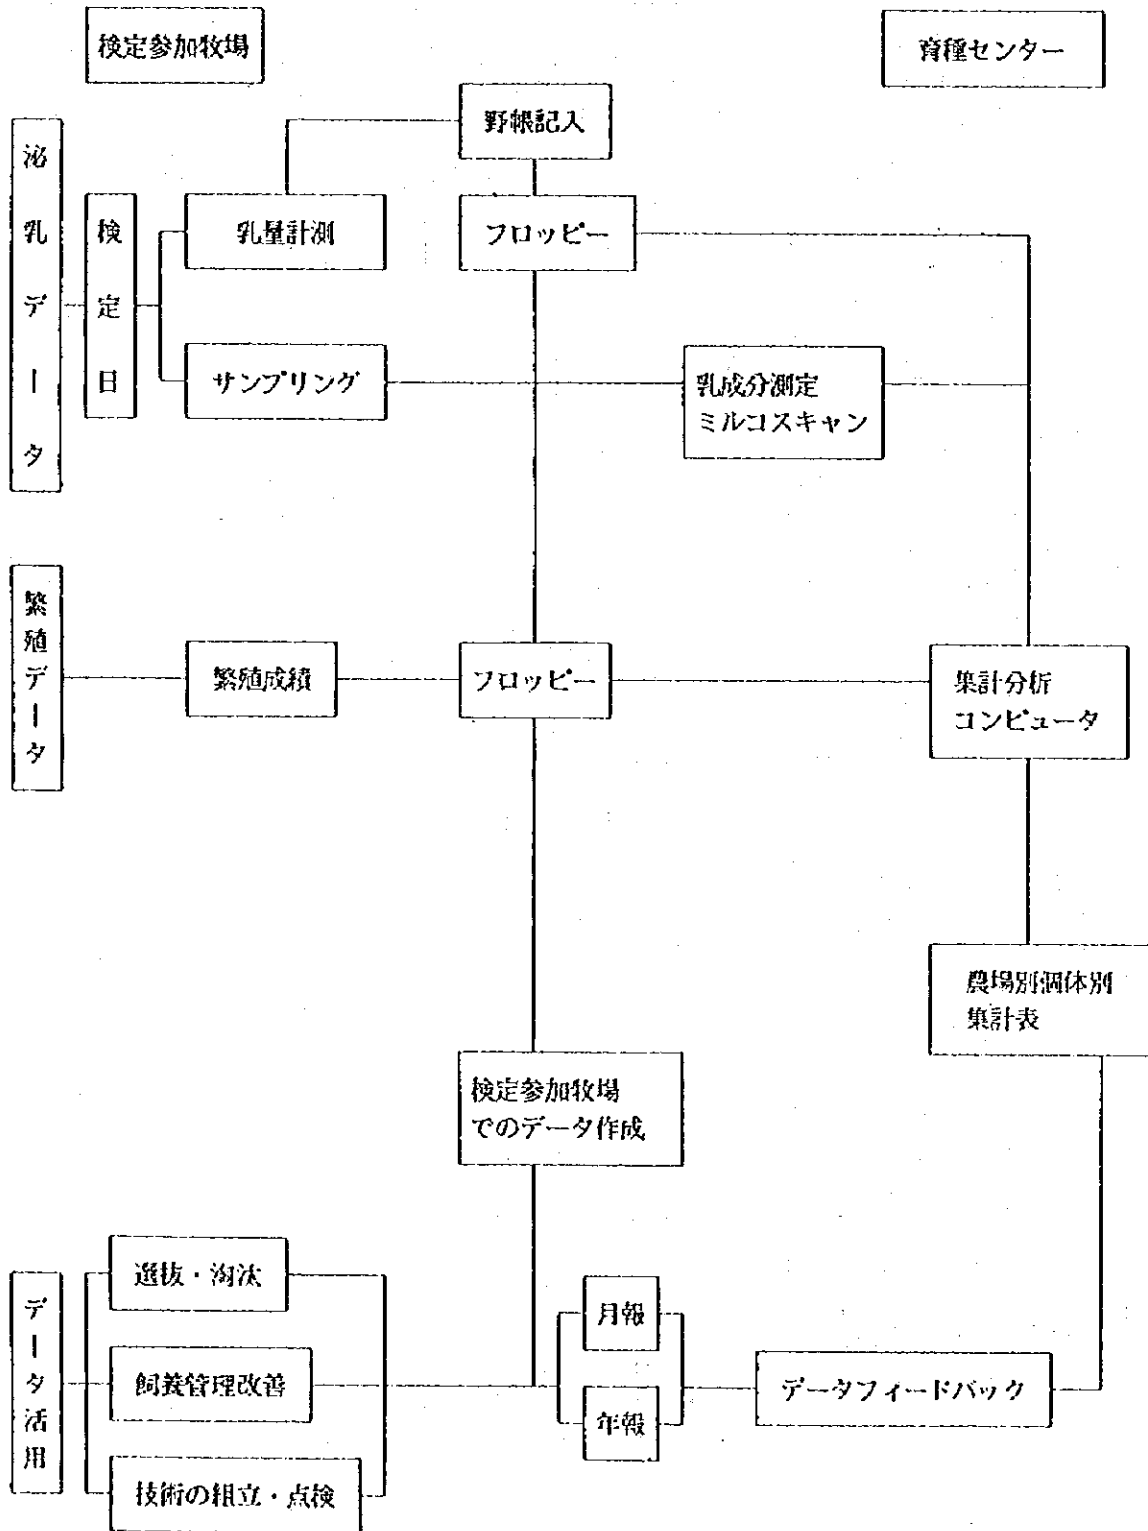 検定参加牧場
育種センター
野帳記入
泌乳データ
検定日
乳量計測
フロッピー
サンプリング
乳成分測定
ミルコスキャン
繁殖データ
繁殖成績
フロッピー
集計分析
コンピュータ
農場別個体別
集計表
検定参加牧場
でのデータ作成
データ活用
選抜・淘汰
飼養管理改善
技術の組立・点検
月報
年報
データフィードバック